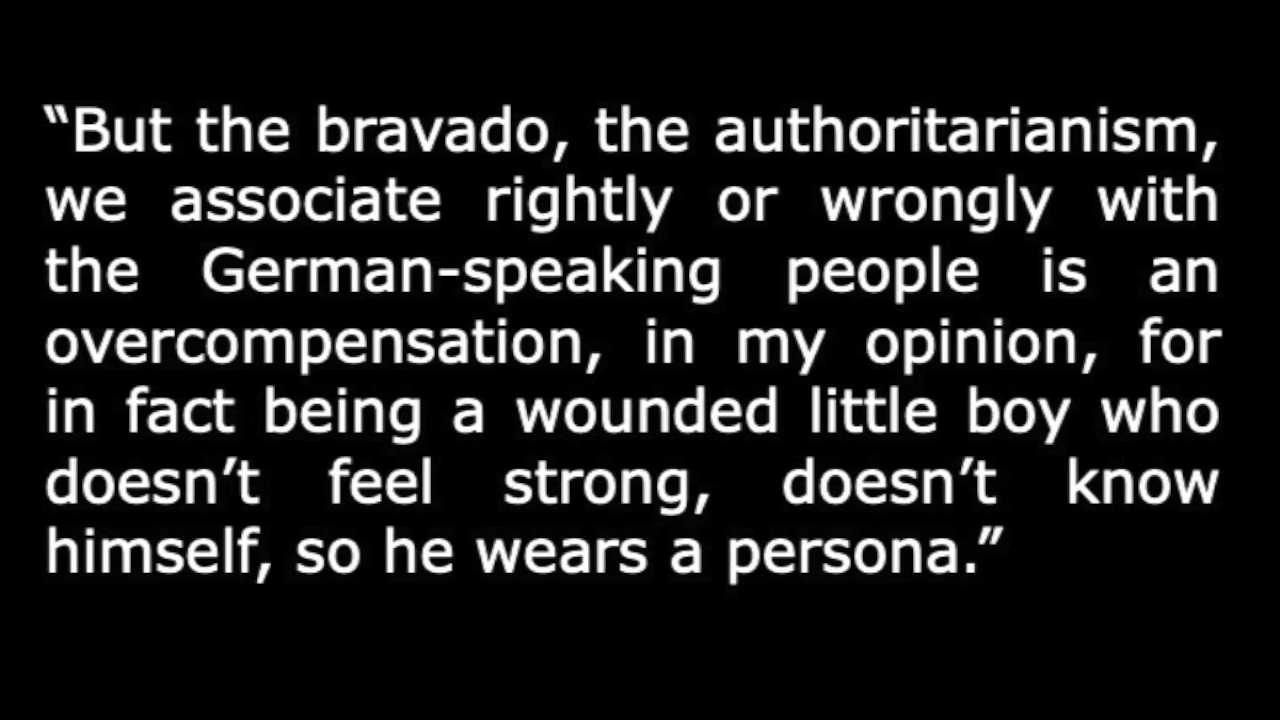 “But the bravado, the authoritarianism,
we associate rightly or wrongly with
the German-speaking people is an
overcompensation, in my opinion, for
in fact being a wounded little boy who
doesn’t feel strong, doesn’t know
himself, so he wears a persona.”